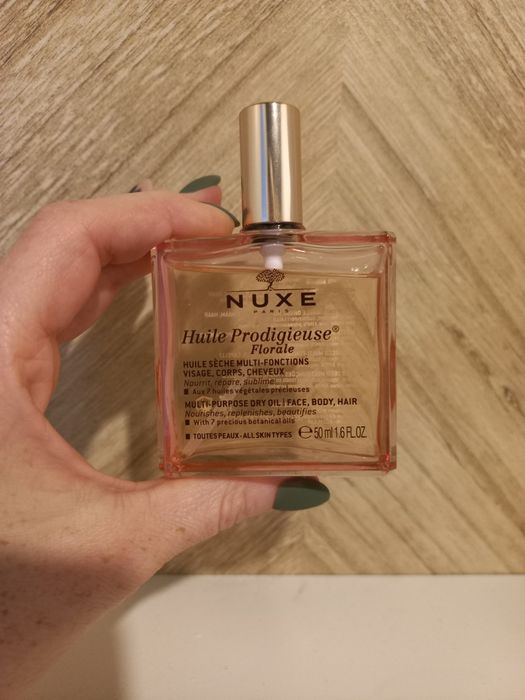 NUXE
PARIS
Huile Prodigieuse®
Florale
HUILE SÈCHE MULTI-FONCTIONS
VISAGE, CORPS, CHEVEUX
Nourrit, répare, sublime
■ Aux 7 huiles végétales précieuses
MULTI-PURPOSE DRY OIL | FACE, BODY, HAIR
Nourishes, replenishes, beautifies
■ With 7 precious botanical oils
■ TOUTES PEAUX - ALL SKIN TYPES ℮ 50 ml 1.6 FL.OZ.